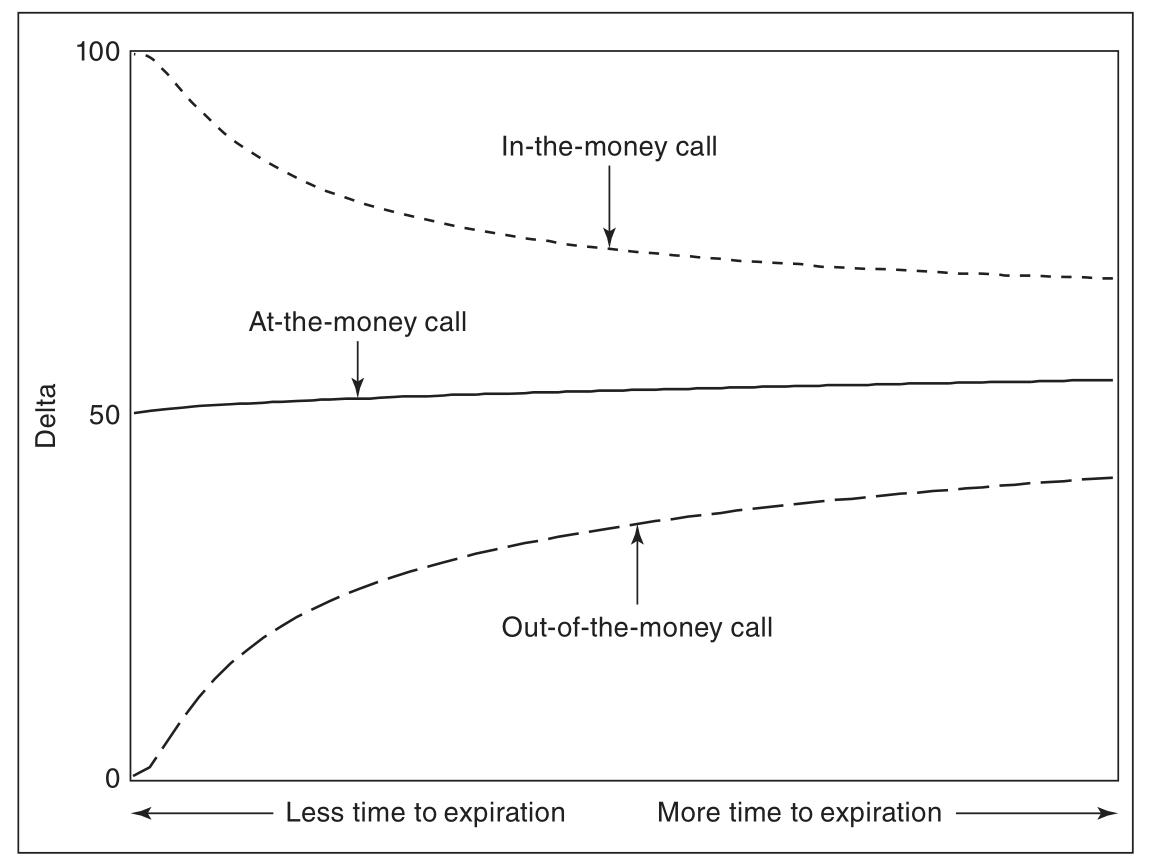 100
In-the-money call
At-the-money call
Delta
50
Out-of-the-money call
0
Less time to expiration
More time to expiration